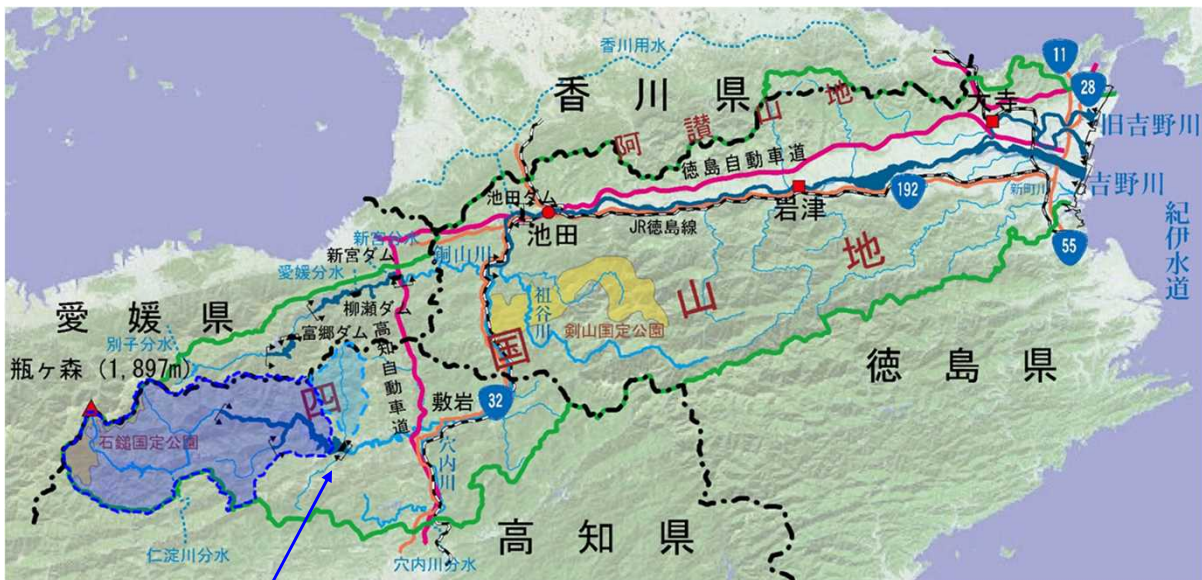 香川用水
11
28
香川県
阿讃山地
大寺
旧吉野川
徳島自動車道
吉野川
池田ダム
192
新町川
岩津
池田
JR徳島線
紀伊水道
新宮分水
新宮ダム
銅山川
55
愛媛分水
柳瀬ダム
祖谷川
四国山地
剣山国定公園
愛媛県
富郷ダム
別子分水
高知自動車道
徳島県
瓶ヶ森 (1,897m)
敷岩
32
石鎚国定公園
穴内川
高知県
仁淀川分水
穴内川分水